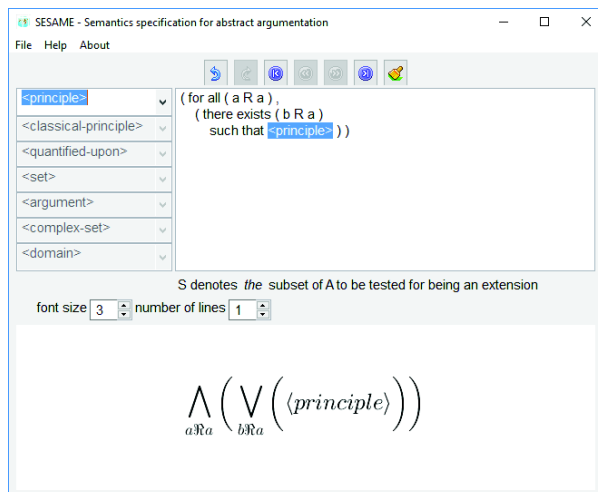 SESAME - Semantics specification for abstract argumentation
File Help About
<principle>
<classical-principle>
<quantified-upon>
<set>
<argument>
<complex-set>
<domain>
( for all ( a R a ) ,
( there exists ( b R a )
such that <principle> ) )
S denotes the subset of A to be tested for being an extension
font size 3 number of lines 1
⋀ ( ⋁ ( ⟨principle⟩ ) )
aℜa bℜa